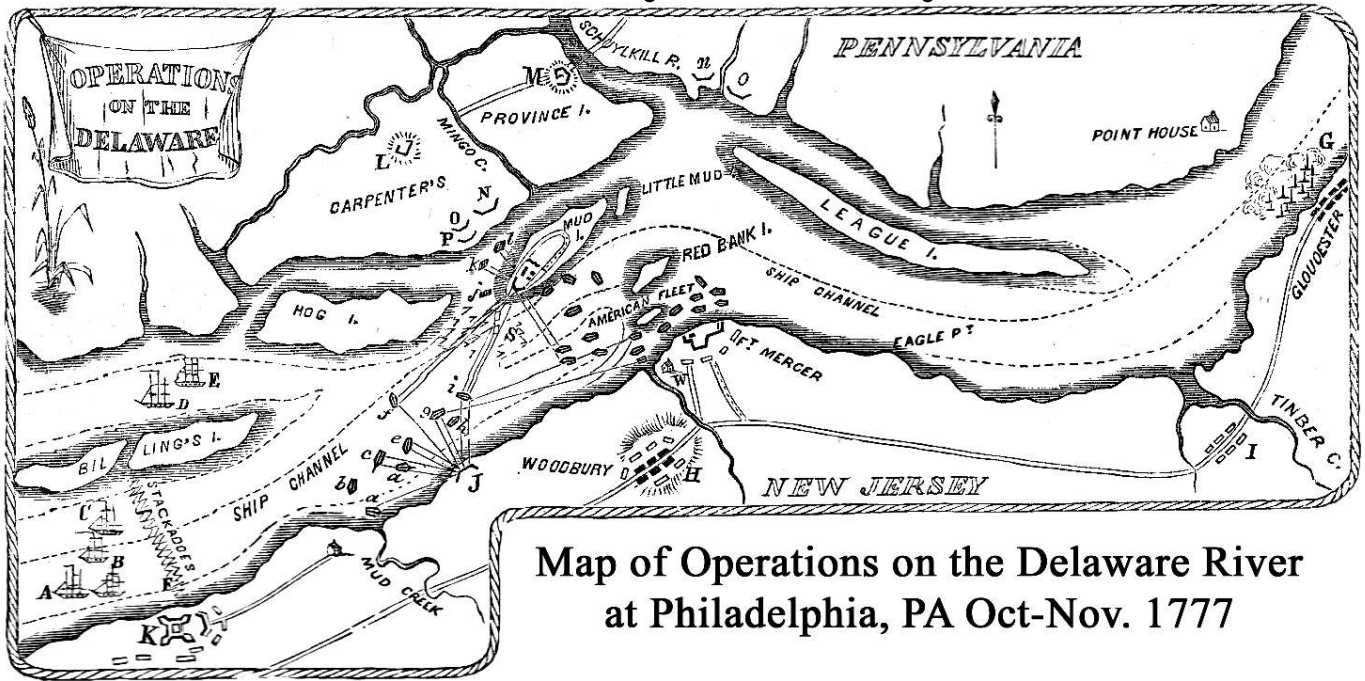 OPERATIONS
ON THE
DELAWARE
SCHUYLKILL R.
PENNSYLVANIA
n
O
M
PROVINCE I.
MINGO C.
L
CARPENTER'S
N
O
P
POINT HOUSE
G
GLOUCESTER
LITTLE MUD I.
MUD
I.
LEAGUE I.
RED BANK I.
SHIP CHANNEL
AMERICAN FLEET
EAGLE PT
FT. MERCER
HOG I.
l
k
i
W
E
D
BIL
LING'S I.
SHIP CHANNEL
g
h
e
c
d
b
a
J
WOODBURY
H
NEW JERSEY
I
TINBER C.
STACKADOES
C
B
A
F
K
MUD CREEK
Map of Operations on the Delaware River
at Philadelphia, PA Oct-Nov. 1777